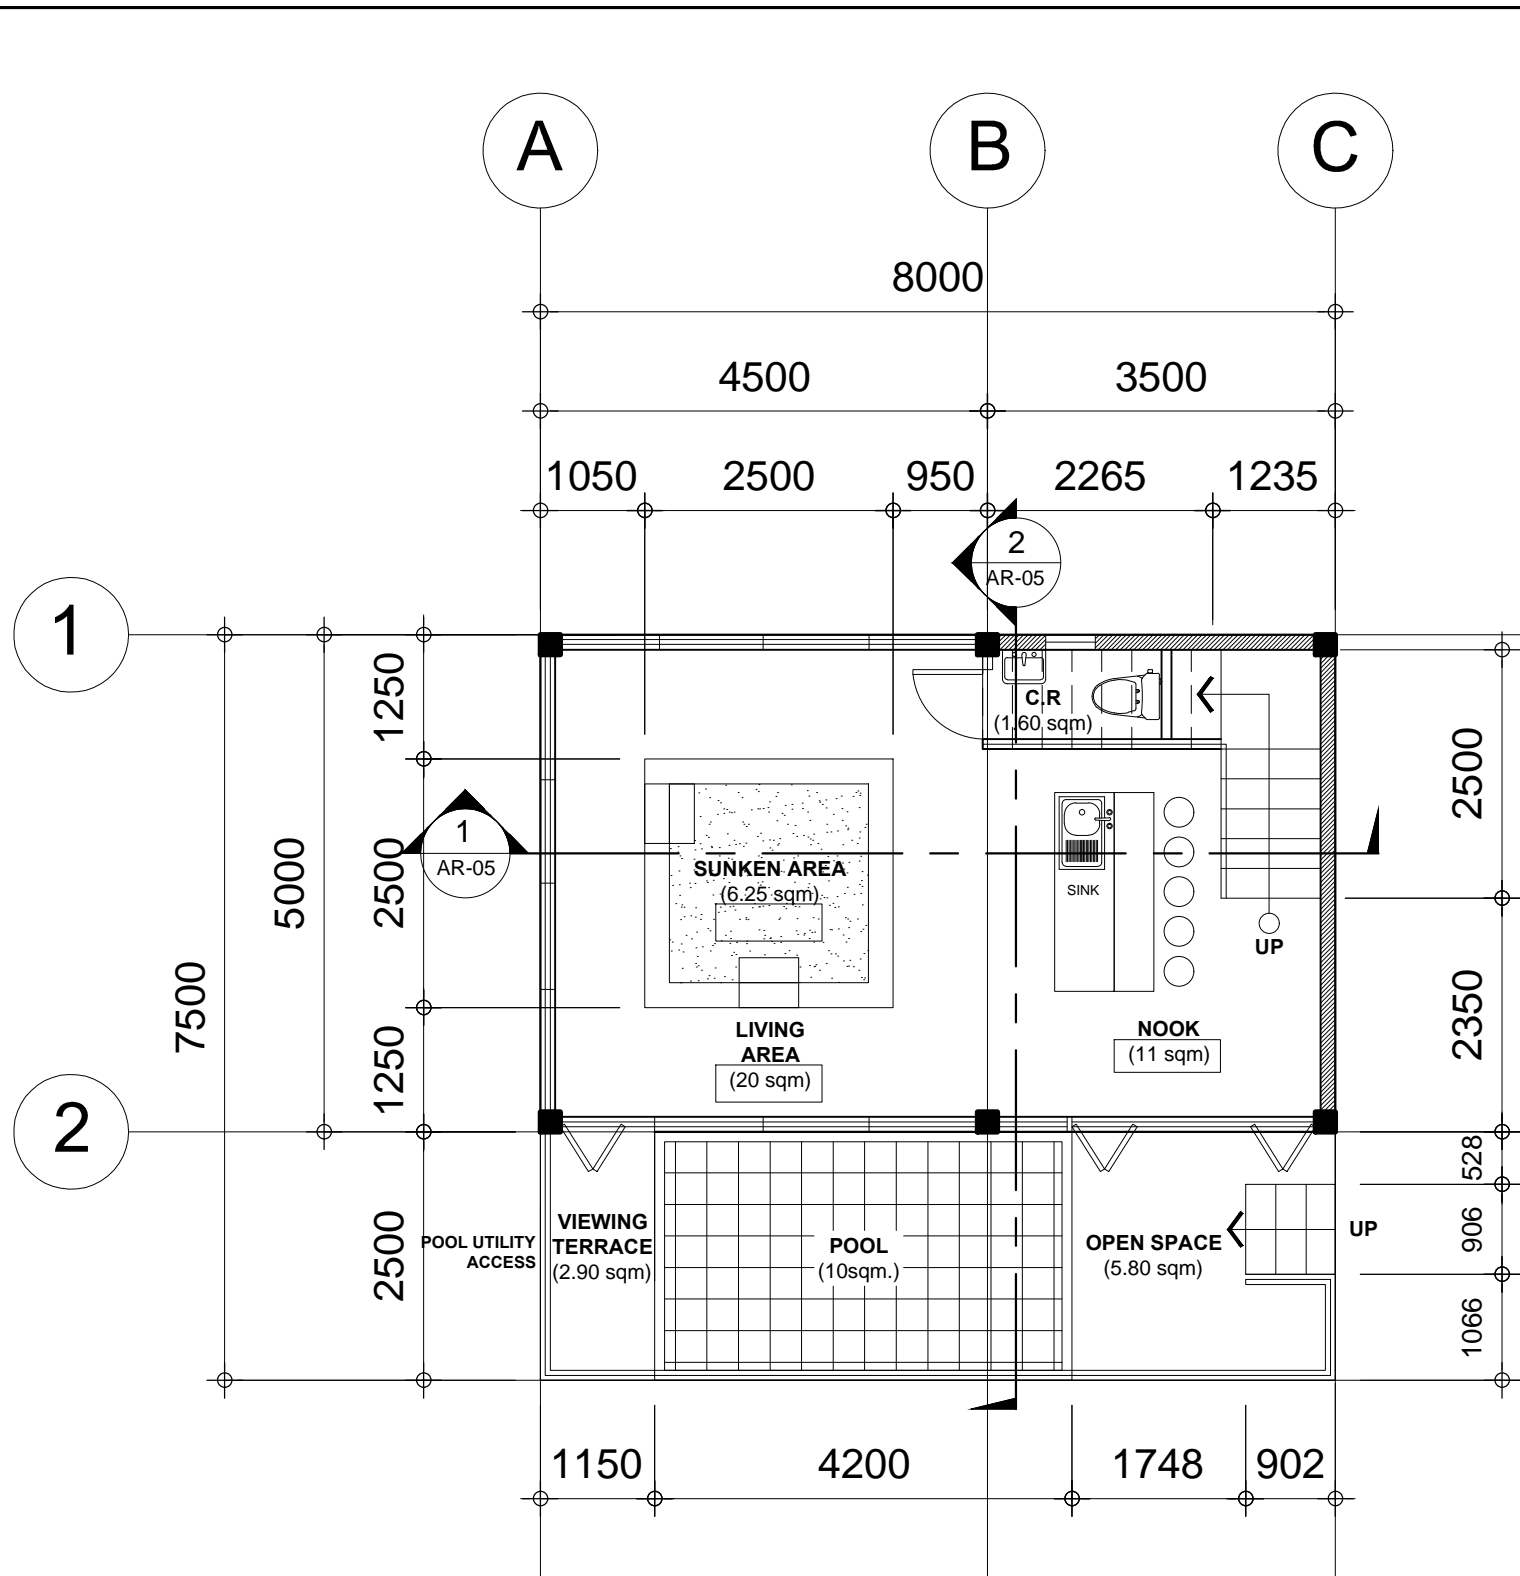 A
B
C
8000
4500
3500
1050
2500
950
2265
1235
2
AR-05
1
1250
C.R
(1.60 sqm)
2500
5000
2500
1
AR-05
SUNKEN AREA
(6.25 sqm)
SINK
UP
7500
1250
LIVING
AREA
(20 sqm)
NOOK
(11 sqm)
2350
2
528
2500
POOL UTILITY
ACCESS
VIEWING
TERRACE
(2.90 sqm)
POOL
(10sqm.)
OPEN SPACE
(5.80 sqm)
UP
906
1066
1150
4200
1748
902